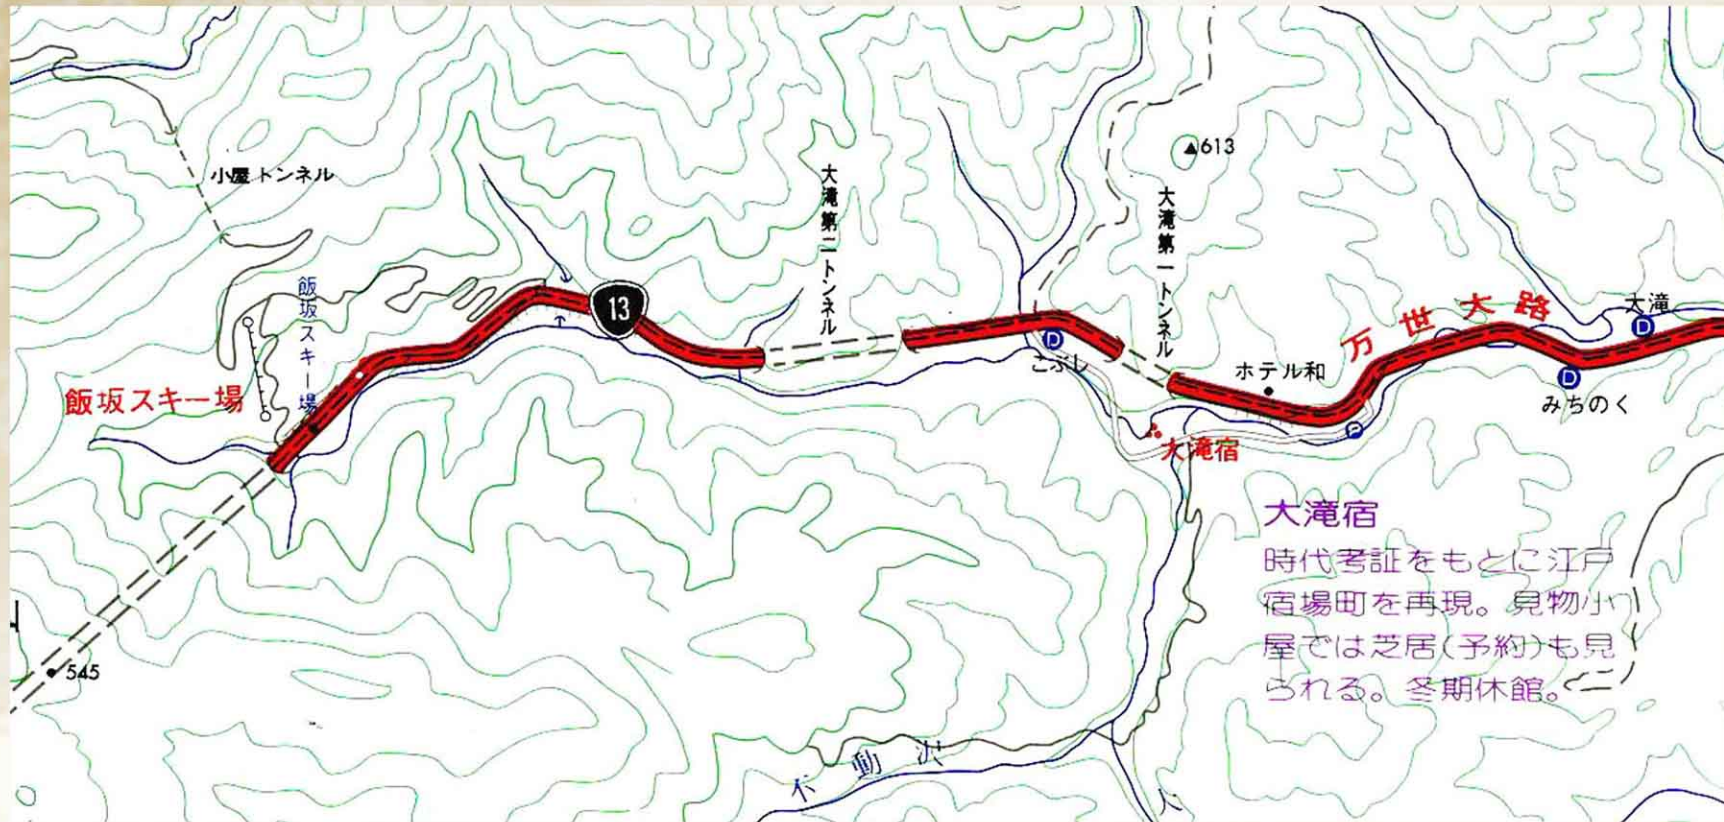 小屋トンネル
飯坂スキー場
飯坂スキー場
545
13
大滝第二トンネル
こぶし
大滝第一トンネル
613
ホテル和
大滝宿
万世大路
大滝
みちのく
D
D
D
P
大滝宿
時代考証をもとに江戸
宿場町を再現。見物小
屋では芝居(予約)も見
られる。冬期休館。
不動沢